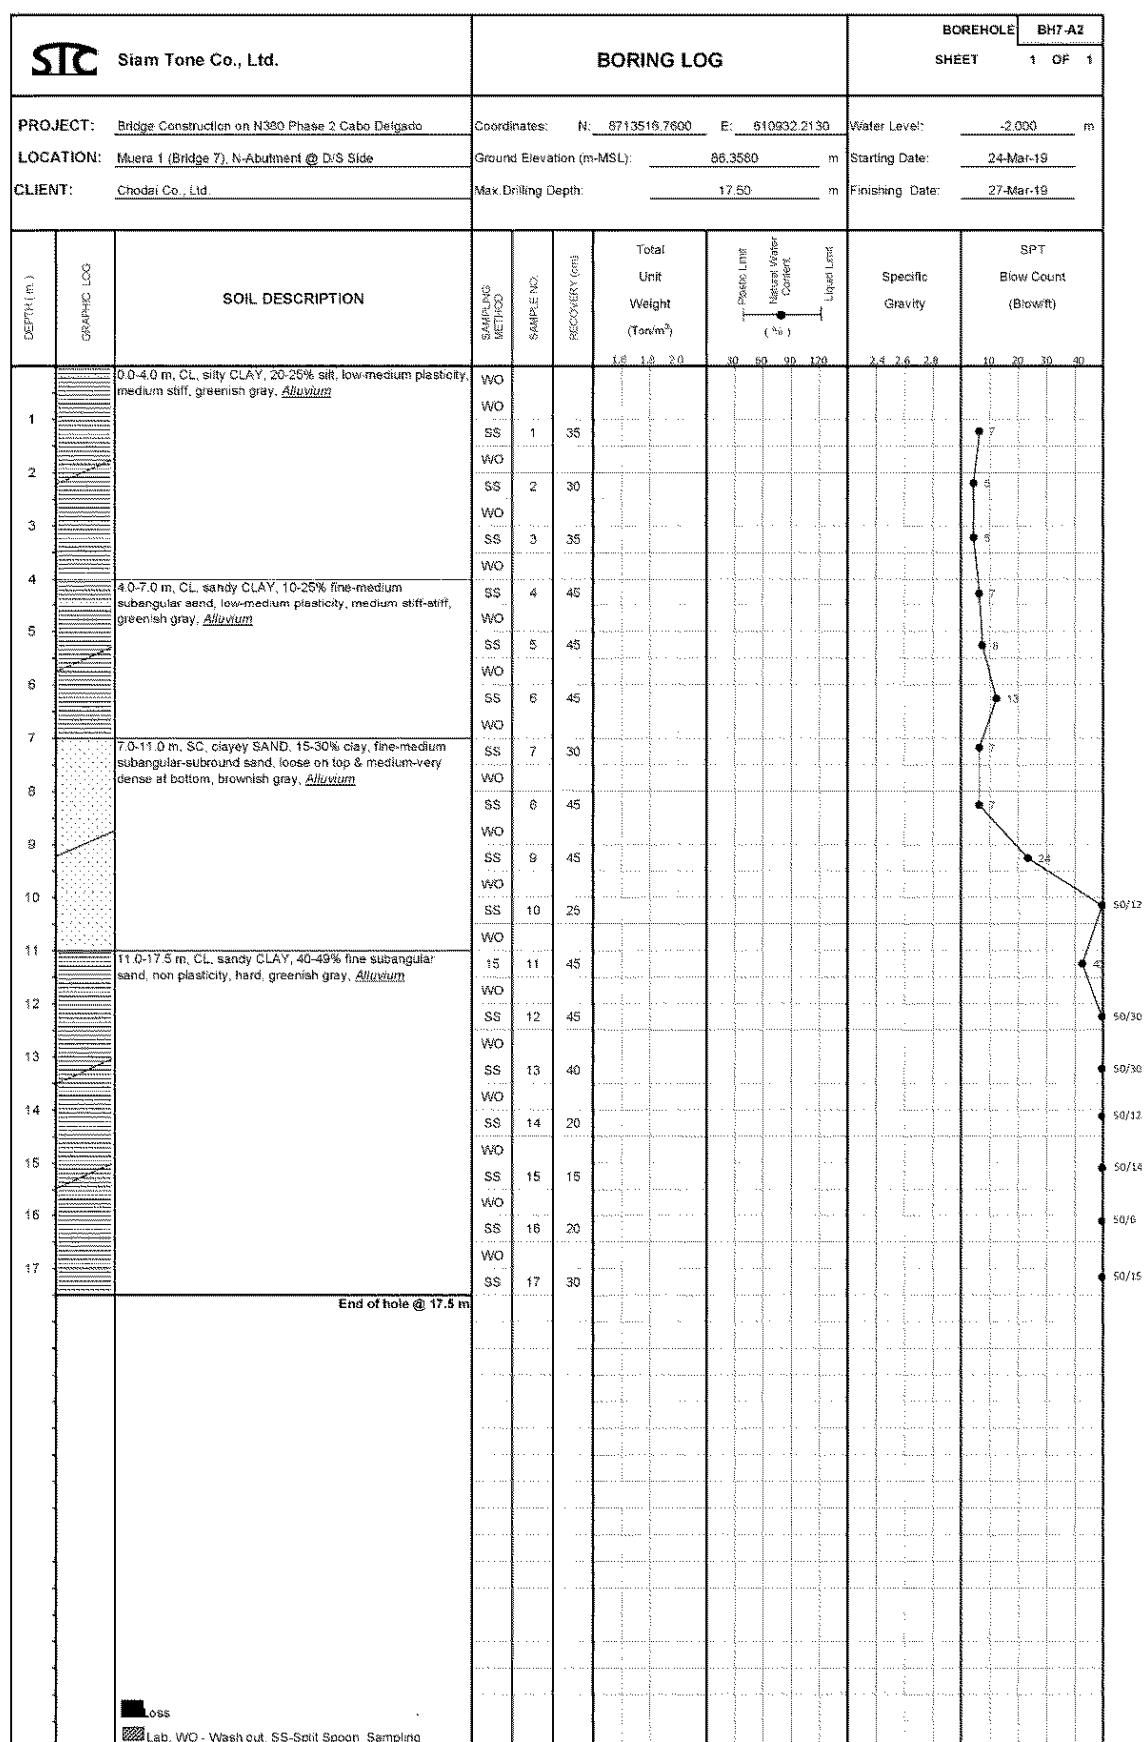 BOREHOLE BH7-A2
STC Siam Tone Co., Ltd. BORING LOG SHEET 1 OF 1
PROJECT: Bridge Construction on N380 Phase 2 Cabo Delgado Coordinates: N: 8713516.7600 E: 610932.2130 Water Level: -2.000 m
LOCATION: Muera 1 (Bridge 7), N-Abutment @ D/S Side Ground Elevation (m-MSL): 86.3580 m Starting Date: 24-Mar-19
CLIENT: Chodai Co., Ltd. Max.Drilling Depth: 17.50 m Finishing Date: 27-Mar-19
DEPTH ( m. )
GRAPHIC LOG
SOIL DESCRIPTION
SAMPLING METHOD
SAMPLE NO.
RECOVERY (cm)
Total
Unit
Weight
(Ton/m³)
1.6 1.8 2.0
Plastic Limit
Natural Water Content
Liquid Limit
( % )
30 60 90 120
Specific
Gravity
2.4 2.6 2.8
SPT
Blow Count
(Blow/ft)
10 20 30 40
0.0-4.0 m, CL, silty CLAY, 20-25% silt, low-medium plasticity,
medium stiff, greenish gray, Alluvium
WO
WO
1
SS 1 35 7
WO
2
SS 2 30 5
WO
3
SS 3 35 5
WO
4
4.0-7.0 m, CL, sandy CLAY, 10-25% fine-medium
subangular sand, low-medium plasticity, medium stiff-stiff,
greenish gray, Alluvium
SS 4 45 7
WO
5
SS 5 45 8
WO
6
SS 6 45 13
WO
7
7.0-11.0 m, SC, clayey SAND, 15-30% clay, fine-medium
subangular-subround sand, loose on top & medium-very
dense at bottom, brownish gray, Alluvium
SS 7 30 7
WO
8
SS 8 45 7
WO
9
SS 9 45 24
WO
10
SS 10 25 50/12
WO
11
11.0-17.5 m, CL, sandy CLAY, 40-49% fine subangular
sand, non plasticity, hard, greenish gray, Alluvium
15 11 45
WO
12
SS 12 45 50/30
WO
13
SS 13 40 50/30
WO
14
SS 14 20 50/12
WO
15
SS 15 15 50/14
WO
16
SS 16 20 50/6
WO
17
SS 17 30 50/15
End of hole @ 17.5 m
Loss
Lab, WO - Wash out, SS-Split Spoon Sampling